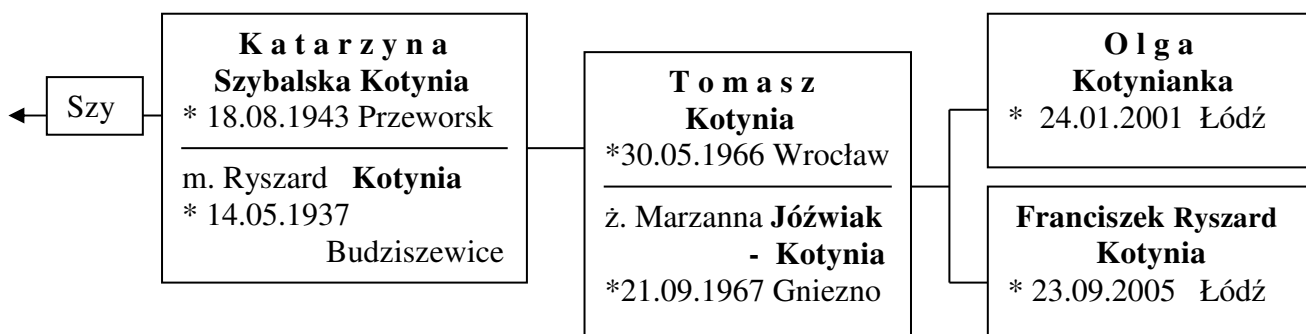 Szy
K a t a r z y n a
Szybalska Kotynia
* 18.08.1943 Przeworsk
m. Ryszard Kotynia
* 14.05.1937
Budziszewice
T o m a s z
Kotynia
*30.05.1966 Wrocław
ż. Marzanna Jóźwiak
- Kotynia
*21.09.1967 Gniezno
O l g a
Kotynianka
* 24.01.2001 Łódź
Franciszek Ryszard
Kotynia
* 23.09.2005 Łódź